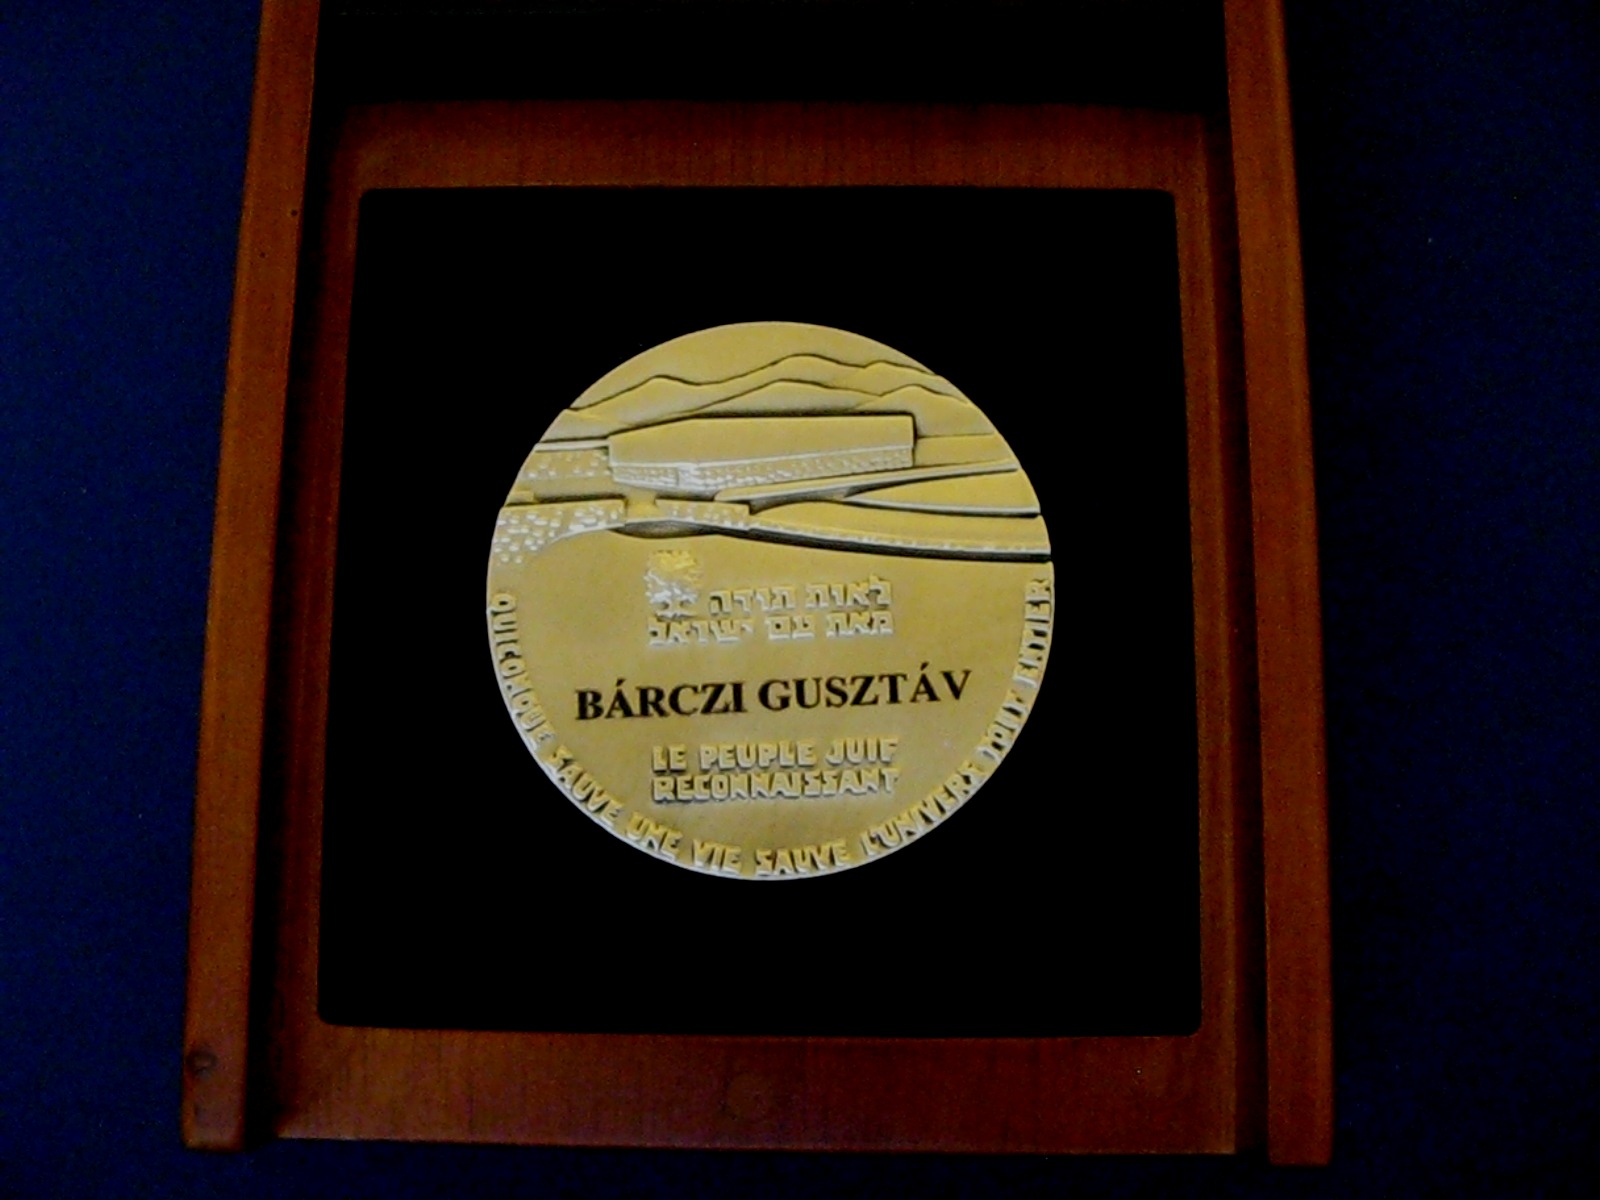 לאות תודה
מאת עם ישראל
BÁRCZI GUSZTÁV
LE PEUPLE JUIF
RECONNAISSANT
QUICONQUE SAUVE UNE VIE SAUVE L'UNIVERS TOUT ENTIER